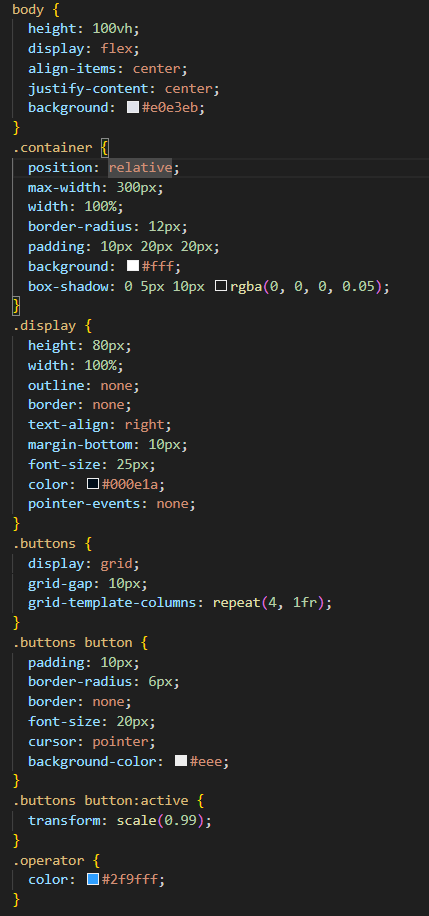 body {
  height: 100vh;
  display: flex;
  align-items: center;
  justify-content: center;
  background: #e0e3eb;
}
.container {
  position: relative;
  max-width: 300px;
  width: 100%;
  border-radius: 12px;
  padding: 10px 20px 20px;
  background: #fff;
  box-shadow: 0 5px 10px rgba(0, 0, 0, 0.05);
}
.display {
  height: 80px;
  width: 100%;
  outline: none;
  border: none;
  text-align: right;
  margin-bottom: 10px;
  font-size: 25px;
  color: #000e1a;
  pointer-events: none;
}
.buttons {
  display: grid;
  grid-gap: 10px;
  grid-template-columns: repeat(4, 1fr);
}
.buttons button {
  padding: 10px;
  border-radius: 6px;
  border: none;
  font-size: 20px;
  cursor: pointer;
  background-color: #eee;
}
.buttons button:active {
  transform: scale(0.99);
}
.operator {
  color: #2f9fff;
}